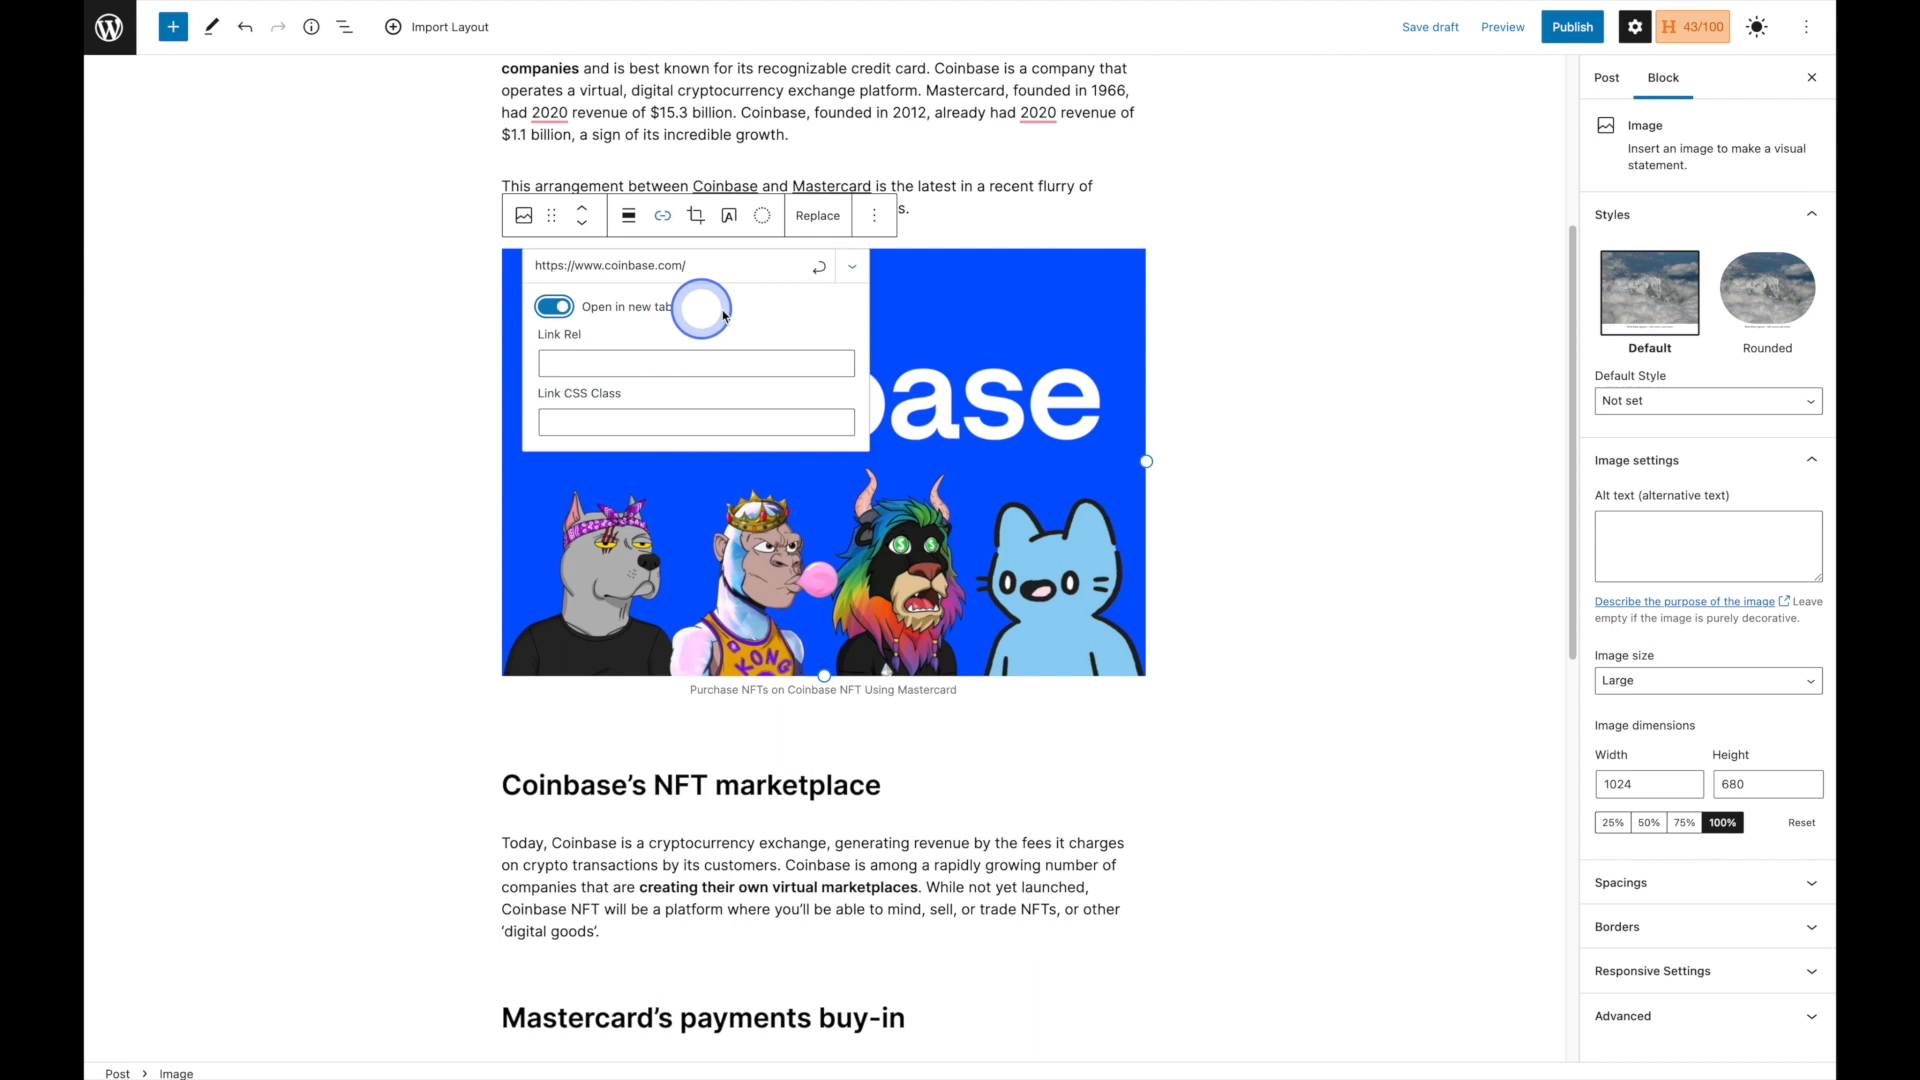 Import Layout
Save draft
Preview
Publish
H 43/100
companies and is best known for its recognizable credit card. Coinbase is a company that
operates a virtual, digital cryptocurrency exchange platform. Mastercard, founded in 1966,
had 2020 revenue of $15.3 billion. Coinbase, founded in 2012, already had 2020 revenue of
$1.1 billion, a sign of its incredible growth.
This arrangement between Coinbase and Mastercard is the latest in a recent flurry of
s.
Replace
https://www.coinbase.com/
Open in new tab
Link Rel
Link CSS Class
base
KONG
Purchase NFTs on Coinbase NFT Using Mastercard
Coinbase’s NFT marketplace
Today, Coinbase is a cryptocurrency exchange, generating revenue by the fees it charges
on crypto transactions by its customers. Coinbase is among a rapidly growing number of
companies that are creating their own virtual marketplaces. While not yet launched,
Coinbase NFT will be a platform where you’ll be able to mind, sell, or trade NFTs, or other
‘digital goods’.
Mastercard’s payments buy-in
Post
Block
Image
Insert an image to make a visual
statement.
Styles
Default
Rounded
Default Style
Not set
Image settings
Alt text (alternative text)
Describe the purpose of the image Leave
empty if the image is purely decorative.
Image size
Large
Image dimensions
Width
Height
1024
680
25%
50%
75%
100%
Reset
Spacings
Borders
Responsive Settings
Advanced
Post
Image